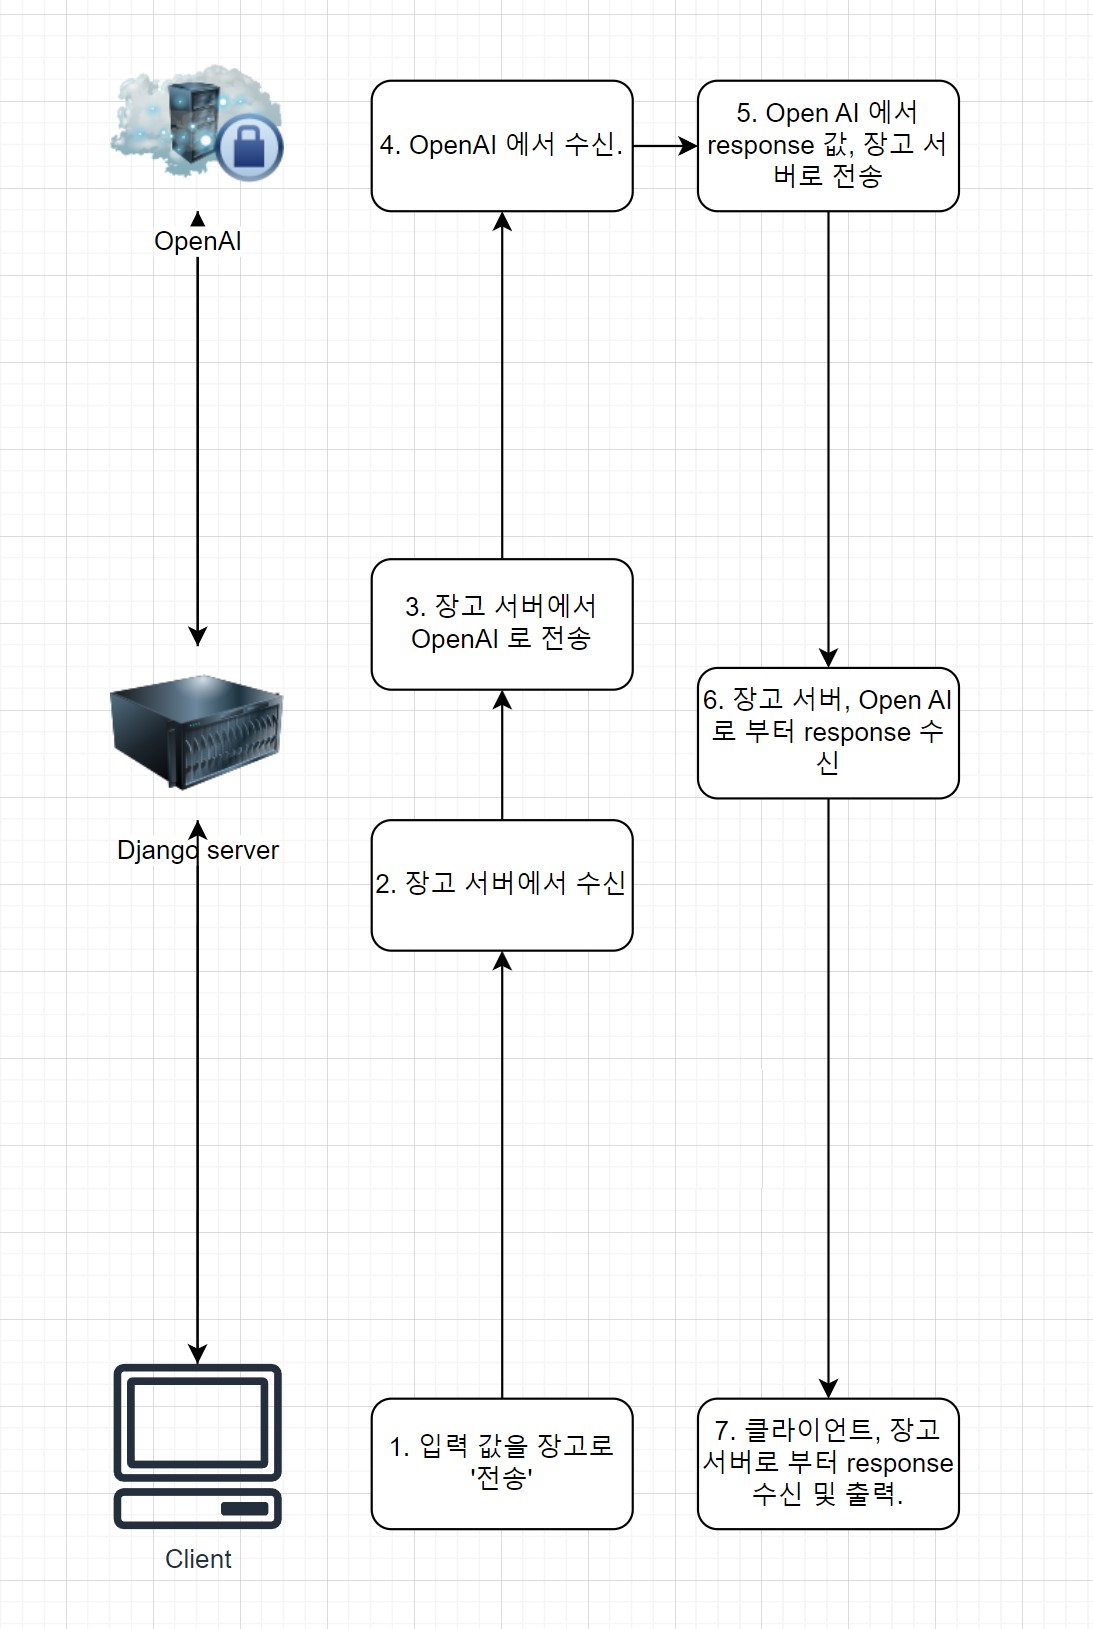 4. OpenAI 에서 수신.
5. Open AI 에서
response 값, 장고 서
버로 전송
OpenAI
3. 장고 서버에서
OpenAI 로 전송
6. 장고 서버, Open AI
로 부터 response 수
신
Django server
2. 장고 서버에서 수신
1. 입력 값을 장고로
'전송'
7. 클라이언트, 장고
서버로 부터 response
수신 및 출력.
Client